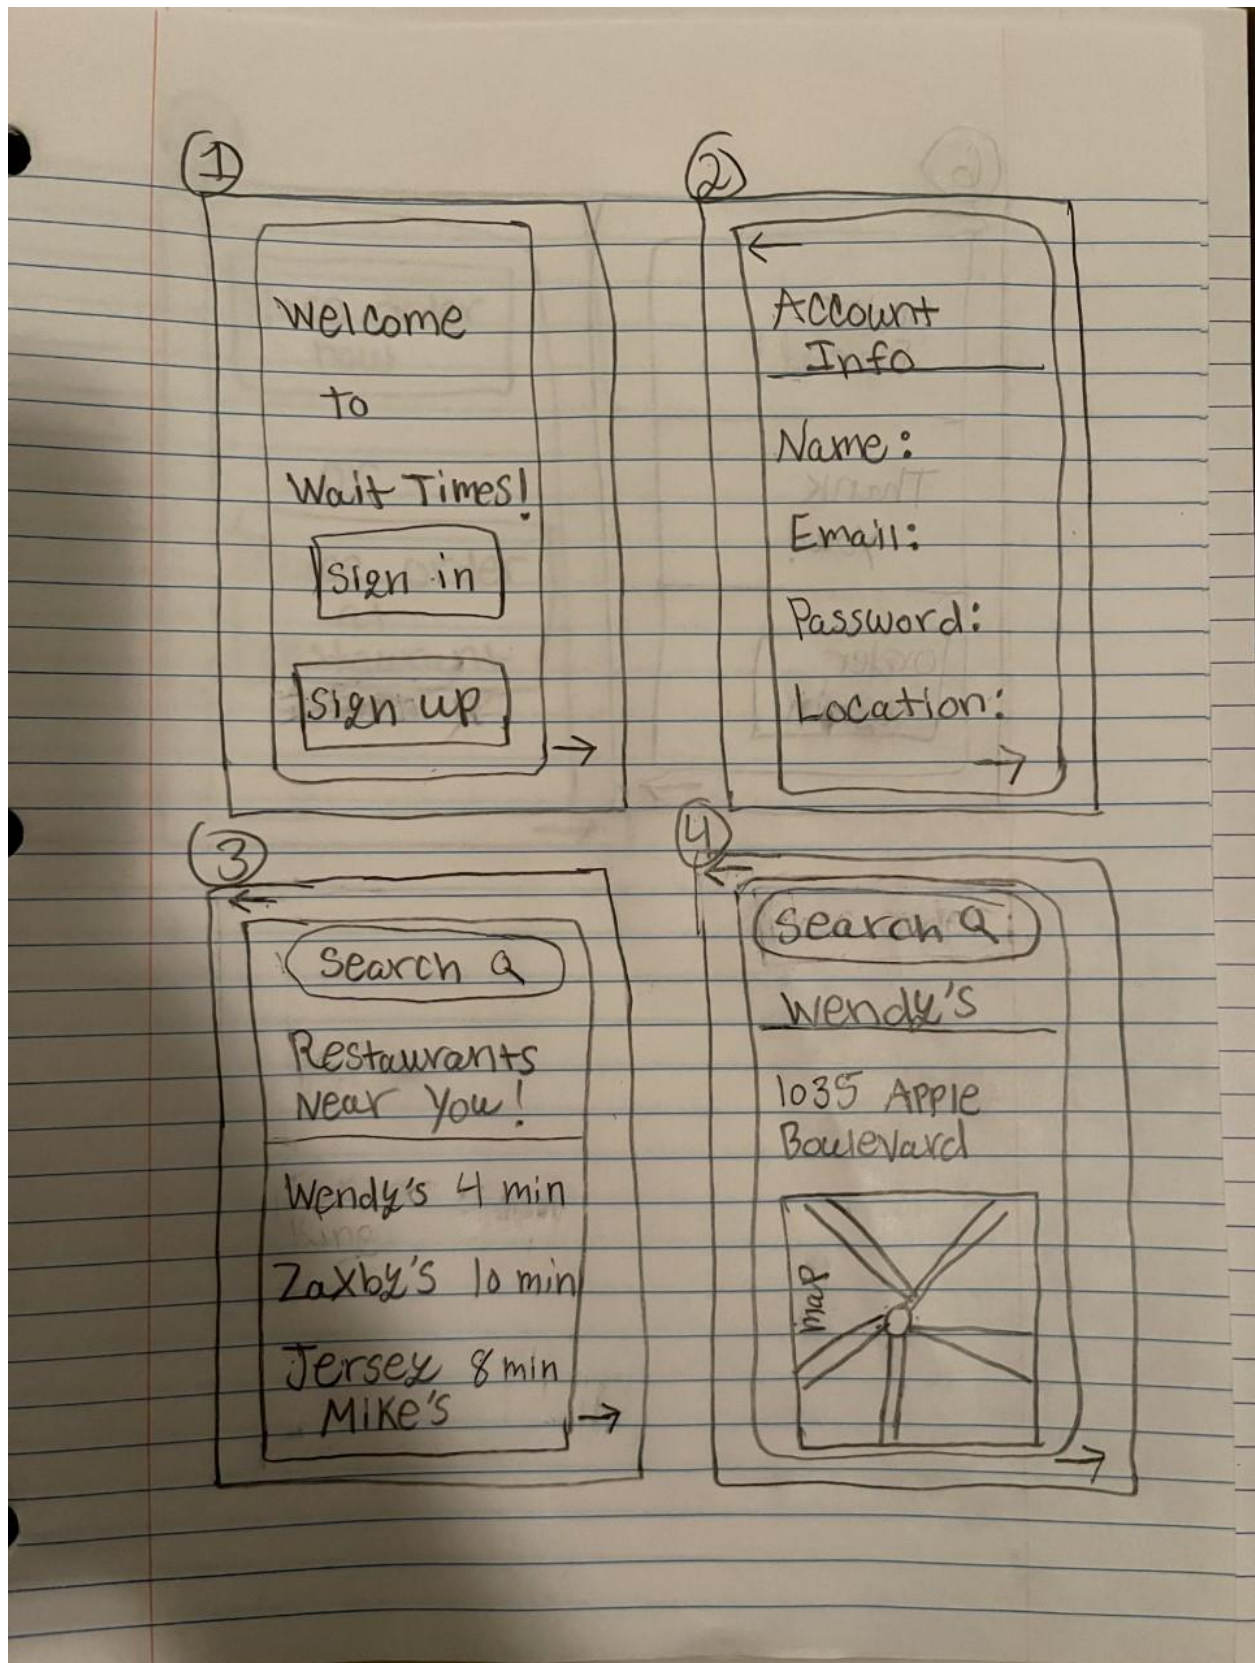 1
Welcome
to
Wait Times!
Sign in
Sign up
→
2
←
Account
Info
Name:
Email:
Password:
Location:
→
3
←
Search Q
Restaurants
Near You!
Wendy's 4 min
King
Zaxby's 10 min
Jersey 8 min
Mike's
→
4
←
Search Q
Wendy's
1035 Apple
Boulevard
map
→